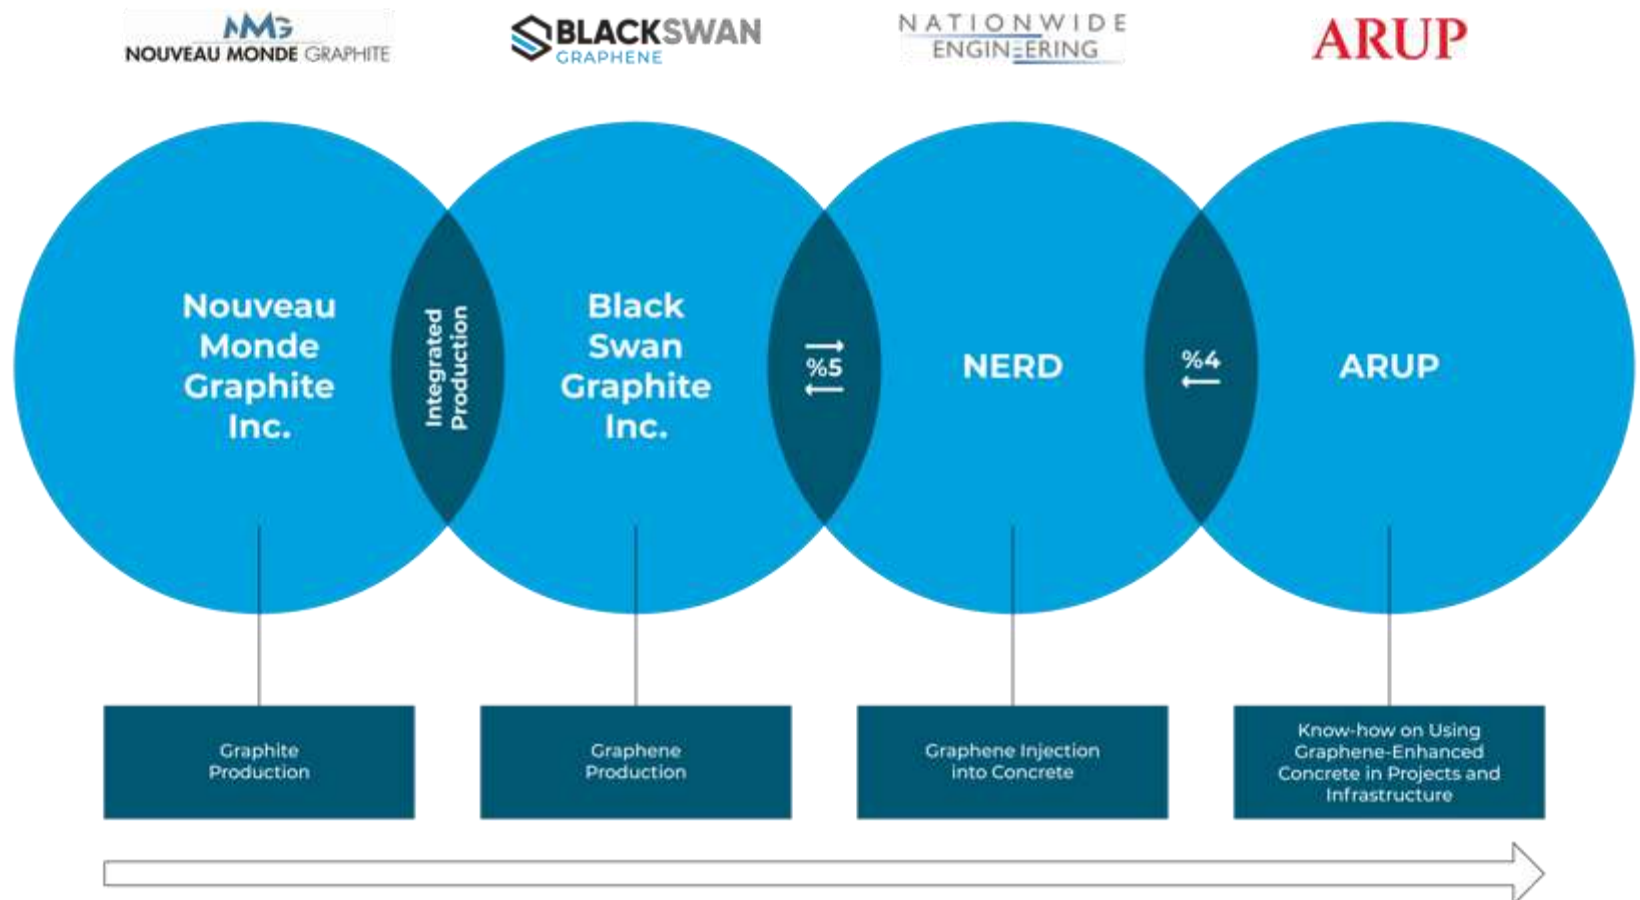 NMG
NOUVEAU MONDE GRAPHITE
BLACKSWAN
GRAPHENE
NATIONWIDE
ENGINEERING
ARUP
Nouveau
Monde
Graphite
Inc.
Integrated
Production
Black
Swan
Graphite
Inc.
%5
NERD
%4
ARUP
Graphite
Production
Graphene
Production
Graphene Injection
into Concrete
Know-how on Using
Graphene-Enhanced
Concrete in Projects and
Infrastructure